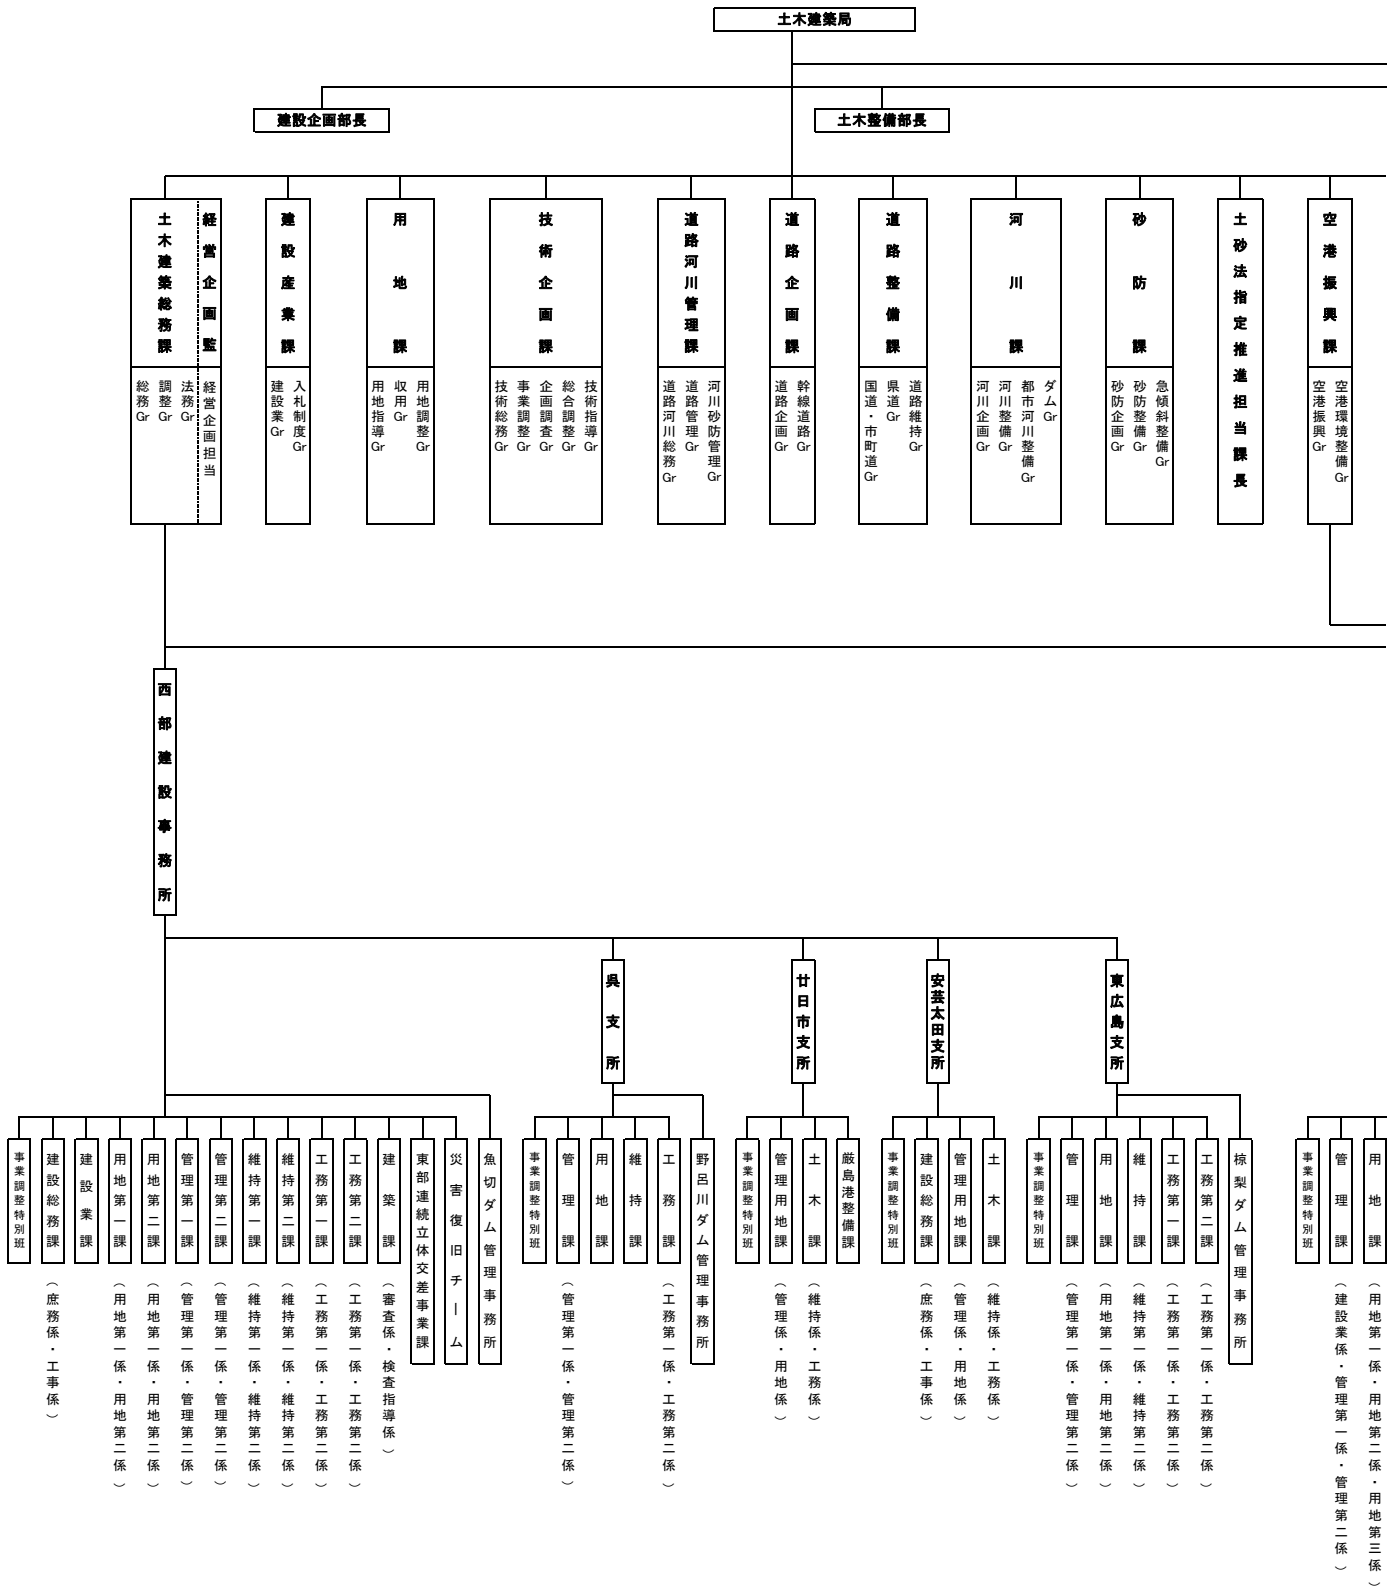 土木建築局
建設企画部長
土木整備部長
土木建築総務課
経営企画監
総務Gr
調整Gr
法務Gr
経営企画担当
建設産業課
建設業Gr
入札制度Gr
用地課
用地指導Gr
収用Gr
用地調整Gr
技術企画課
技術総務Gr
事業調整Gr
企画調査Gr
総合調整Gr
技術指導Gr
道路河川管理課
道路河川総務Gr
道路管理Gr
河川砂防管理Gr
道路企画課
道路企画Gr
幹線道路Gr
道路整備課
国道・市町道Gr
県道Gr
道路維持Gr
河川課
河川企画Gr
河川整備Gr
都市河川整備Gr
ダムGr
砂防課
砂防企画Gr
砂防整備Gr
急傾斜整備Gr
土砂法指定推進担当課長
空港振興課
空港振興Gr
空港環境整備Gr
西部建設事務所
呉支所
廿日市支所
安芸太田支所
東広島支所
事業調整特別班
建設総務課
（庶務係・工事係）
建設業課
用地第一課
（用地第一係・用地第二係）
用地第二課
（用地第一係・用地第二係）
管理第一課
（管理第一係・管理第二係）
管理第二課
（管理第一係・管理第二係）
維持第一課
（維持第一係・維持第二係）
維持第二課
（維持第一係・維持第二係）
工務第一課
（工務第一係・工務第二係）
工務第二課
（工務第一係・工務第二係）
建築課
（審査係・検査指導係）
東部連続立体交差事業課
災害復旧チーム
魚切ダム管理事務所
事業調整特別班
管理課
（管理第一係・管理第二係）
用地課
維持課
工務課
（工務第一係・工務第二係）
野呂川ダム管理事務所
事業調整特別班
管理用地課
（管理係・用地係）
土木課
（維持係・工務係）
厳島港整備課
事業調整特別班
建設総務課
（庶務係・工事係）
管理用地課
（管理係・用地係）
土木課
（維持係・工務係）
事業調整特別班
管理課
（管理第一係・管理第二係）
用地課
（用地第一係・用地第二係）
維持課
（維持第一係・維持第二係）
工務第一課
（工務第一係・工務第二係）
工務第二課
（工務第一係・工務第二係）
椋梨ダム管理事務所
事業調整特別班
管理課
（建設業係・管理第一係・管理第二係）
用地課
（用地第一係・用地第二係・用地第三係）